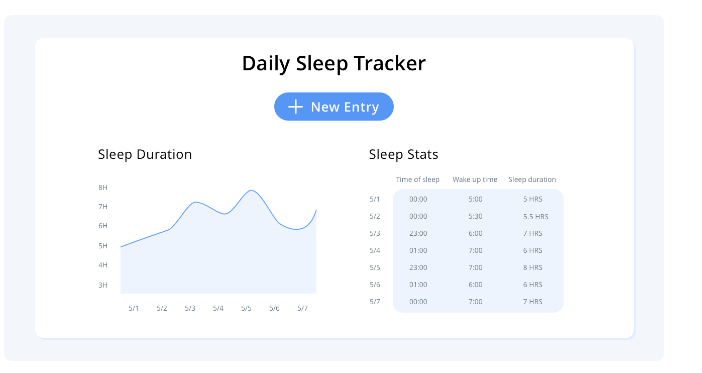 Daily Sleep Tracker
New Entry
Sleep Duration
8H
7H
6H
5H
4H
3H
5/1 5/2 5/3 5/4 5/5 5/6 5/7
Sleep Stats
Time of sleep Wake up time Sleep duration
5/1 00:00 5:00 5 HRS
5/2 00:00 5:30 5.5 HRS
5/3 23:00 6:00 7 HRS
5/4 01:00 7:00 6 HRS
5/5 23:00 7:00 8 HRS
5/6 01:00 6:00 6 HRS
5/7 00:00 7:00 7 HRS